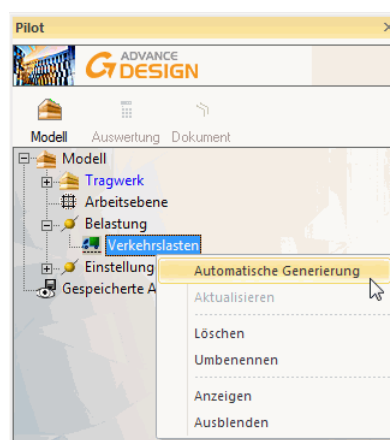 Pilot
ADVANCE
DESIGN
Modell Auswertung Dokument
Modell
Tragwerk
Arbeitsebene
Belastung
Verkehrslasten
Einstellung
Gespeicherte A
Automatische Generierung
Aktualisieren
Löschen
Umbenennen
Anzeigen
Ausblenden